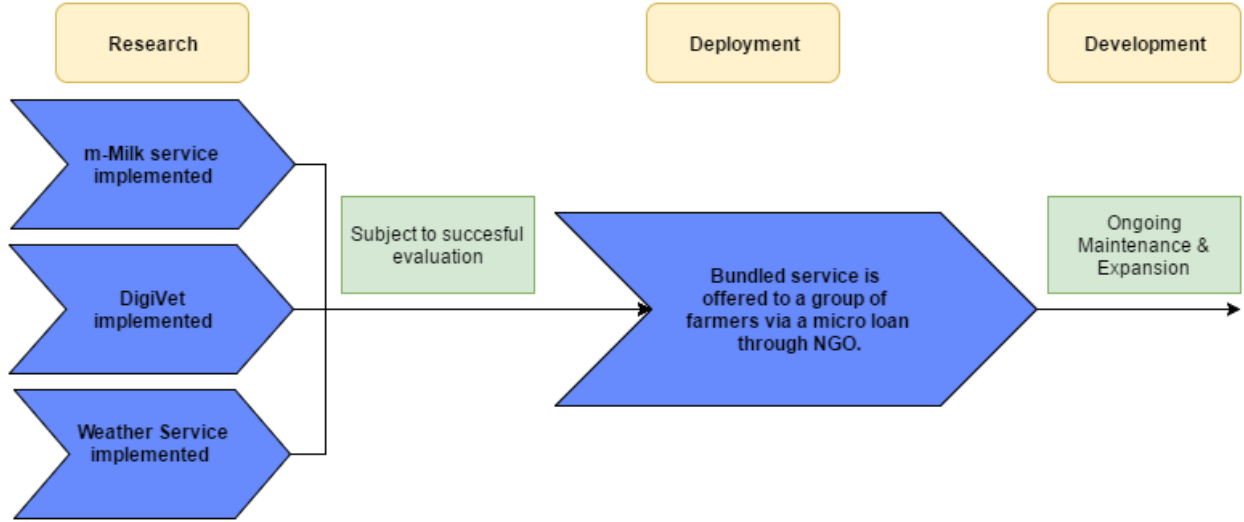 Research
Deployment
Development
m-Milk service
implemented
Subject to succesful
evaluation
Ongoing
Maintenance &
Expansion
DigiVet
implemented
Bundled service is
offered to a group of
farmers via a micro loan
through NGO.
Weather Service
implemented